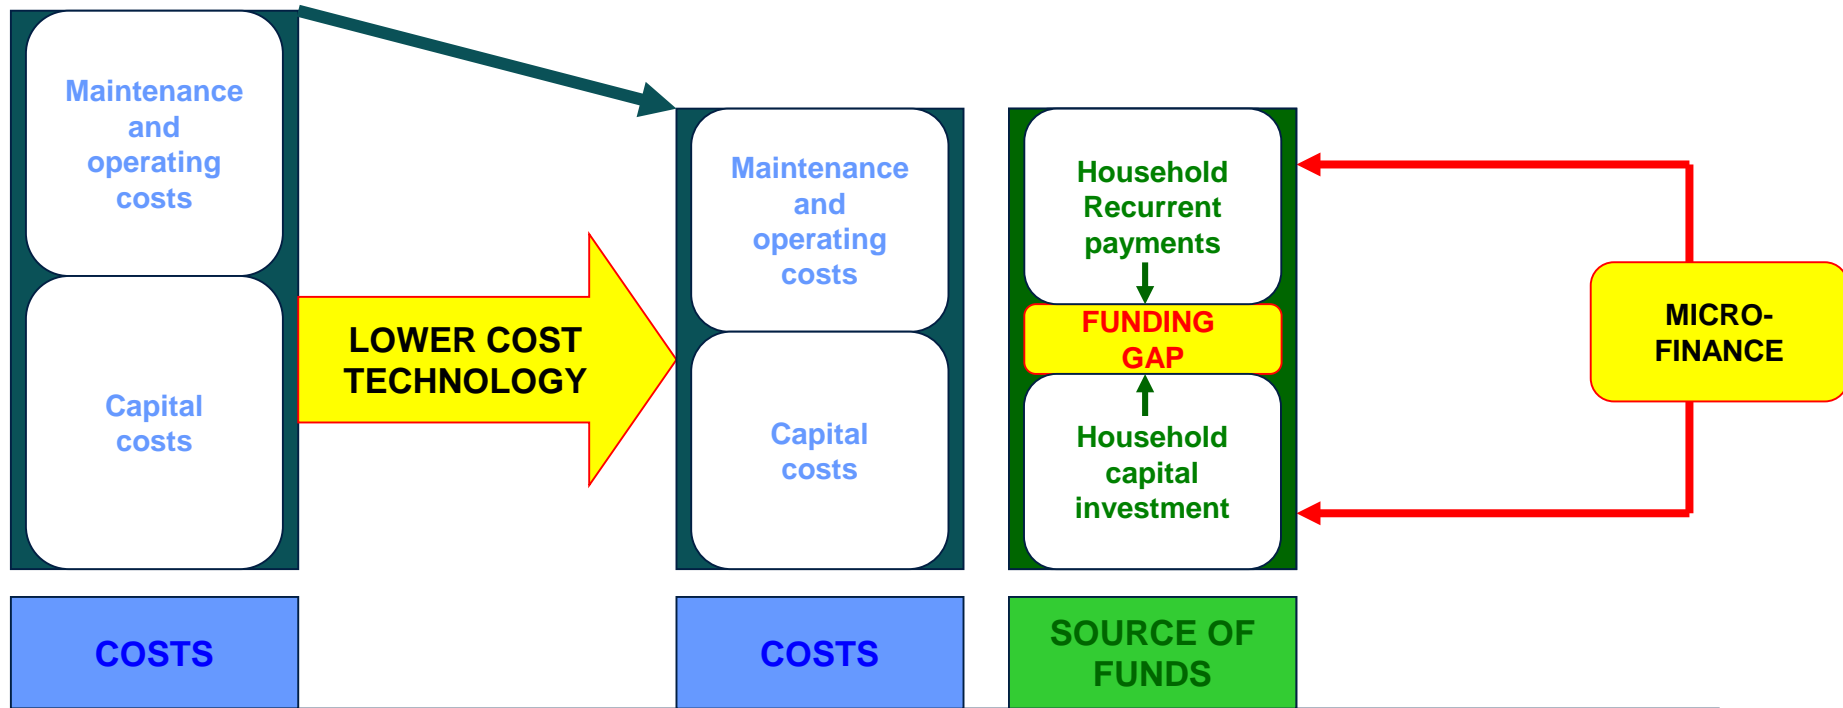 Maintenance
and
operating
costs
Capital
costs
LOWER COST
TECHNOLOGY
Maintenance
and
operating
costs
Capital
costs
Household
Recurrent
payments
FUNDING
GAP
Household
capital
investment
MICRO-
FINANCE
COSTS
COSTS
SOURCE OF
FUNDS